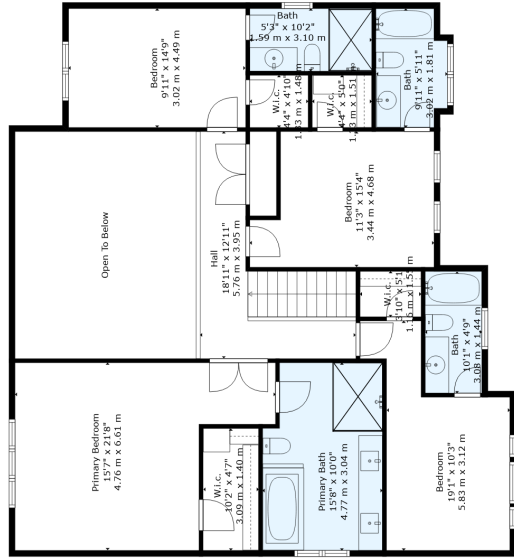 Bath
5'3" x 10'2"
1.59 m x 3.10 m
Bedroom
9'11" x 14'9"
3.02 m x 4.49 m
W.i.c.
4'4" x 4'10"
1.33 m x 1.48 m
W.i.c.
4'4" x 5'0"
1.33 m x 1.51 m
Bath
9'11" x 5'11"
3.02 m x 1.81 m
Bedroom
11'3" x 15'4"
3.44 m x 4.68 m
Open To Below
Hall
18'11" x 12'11"
5.76 m x 3.95 m
W.i.c.
3'10" x 5'1"
m x 1.55 m
Bath
10'1" x 4'9"
3.08 m x 1.44 m
Primary Bedroom
15'7" x 21'8"
4.76 m x 6.61 m
W.i.c.
10'2" x 4'7"
3.09 m x 1.40 m
Primary Bath
15'8" x 10'0"
4.77 m x 3.04 m
Bedroom
19'1" x 10'3"
5.83 m x 3.12 m